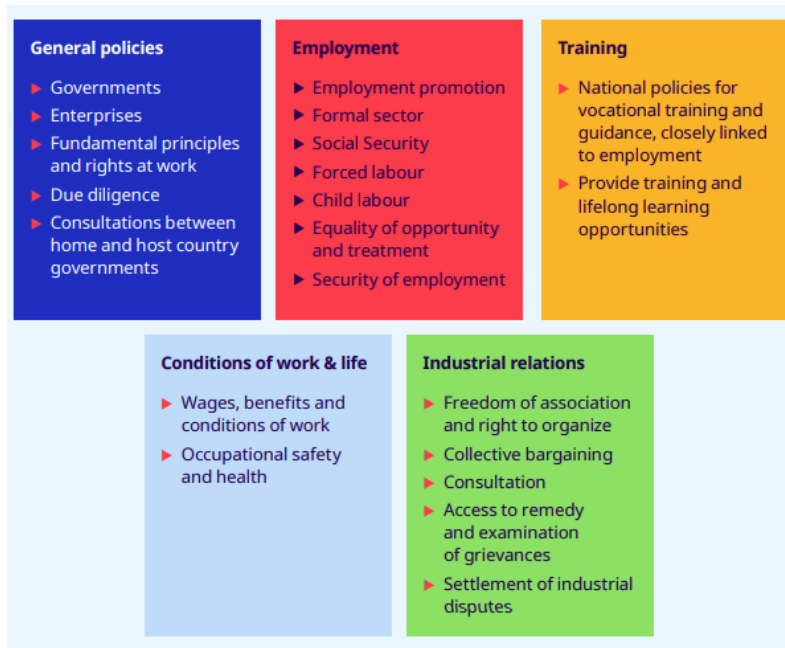 General policies
▶ Governments
▶ Enterprises
▶ Fundamental principles
and rights at work
▶ Due diligence
▶ Consultations between
home and host country
governments
Employment
▶ Employment promotion
▶ Formal sector
▶ Social Security
▶ Forced labour
▶ Child labour
▶ Equality of opportunity
and treatment
▶ Security of employment
Training
▶ National policies for
vocational training and
guidance, closely linked
to employment
▶ Provide training and
lifelong learning
opportunities
Conditions of work & life
▶ Wages, benefits and
conditions of work
▶ Occupational safety
and health
Industrial relations
▶ Freedom of association
and right to organize
▶ Collective bargaining
▶ Consultation
▶ Access to remedy
and examination
of grievances
▶ Settlement of industrial
disputes